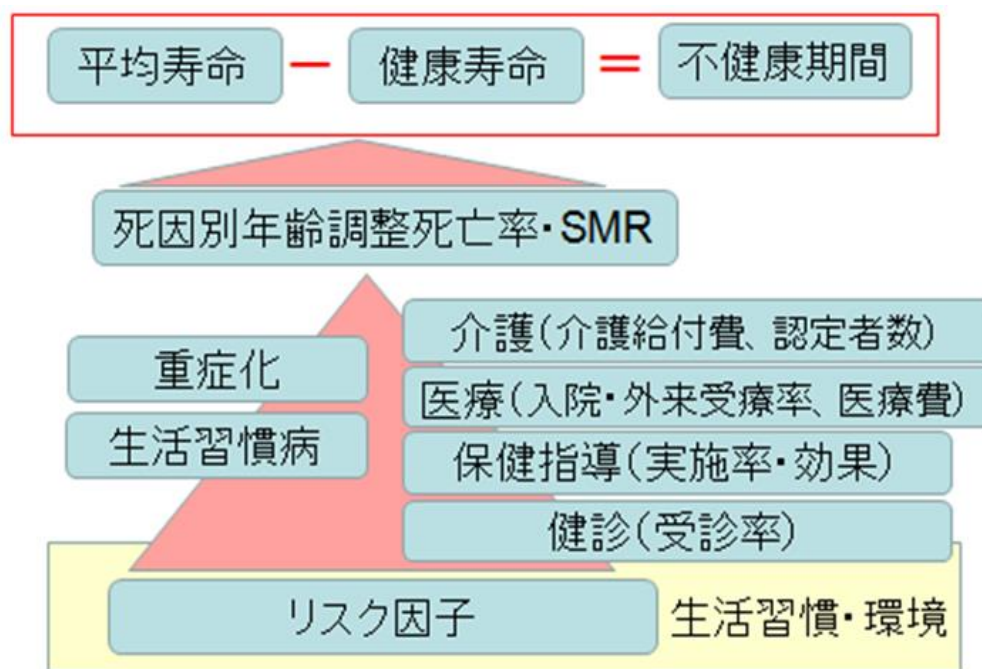 平均寿命 － 健康寿命 ＝ 不健康期間
死因別年齢調整死亡率・SMR
重症化
生活習慣病
介護(介護給付費、認定者数)
医療(入院・外来受療率、医療費)
保健指導(実施率・効果)
健診(受診率)
リスク因子
生活習慣・環境